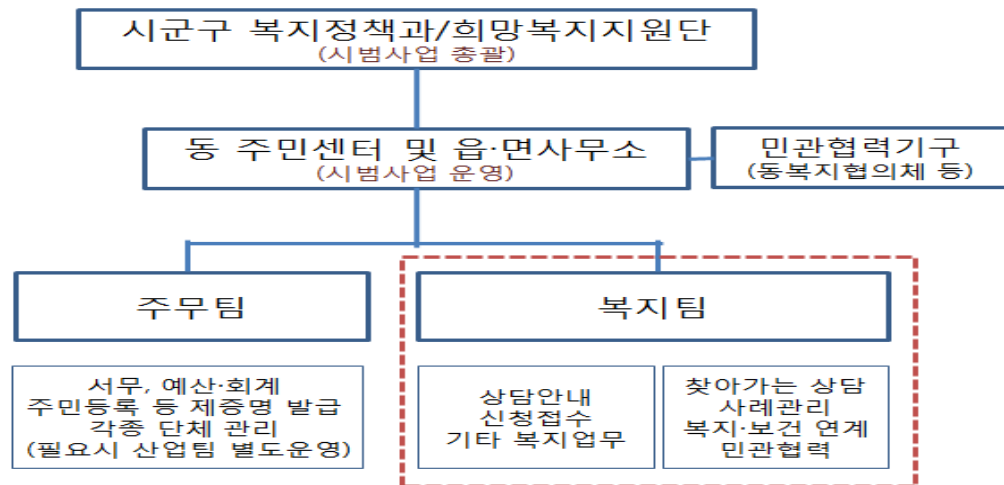 시군구 복지정책과/희망복지지원단
(시범사업 총괄)
동 주민센터 및 읍·면사무소
(시범사업 운영)
민관협력기구
(동복지협의체 등)
주무팀
복지팀
서무, 예산·회계
주민등록 등 제증명 발급
각종 단체 관리
(필요시 산업팀 별도운영)
상담안내
신청접수
기타 복지업무
찾아가는 상담
사례관리
복지·보건 연계
민관협력